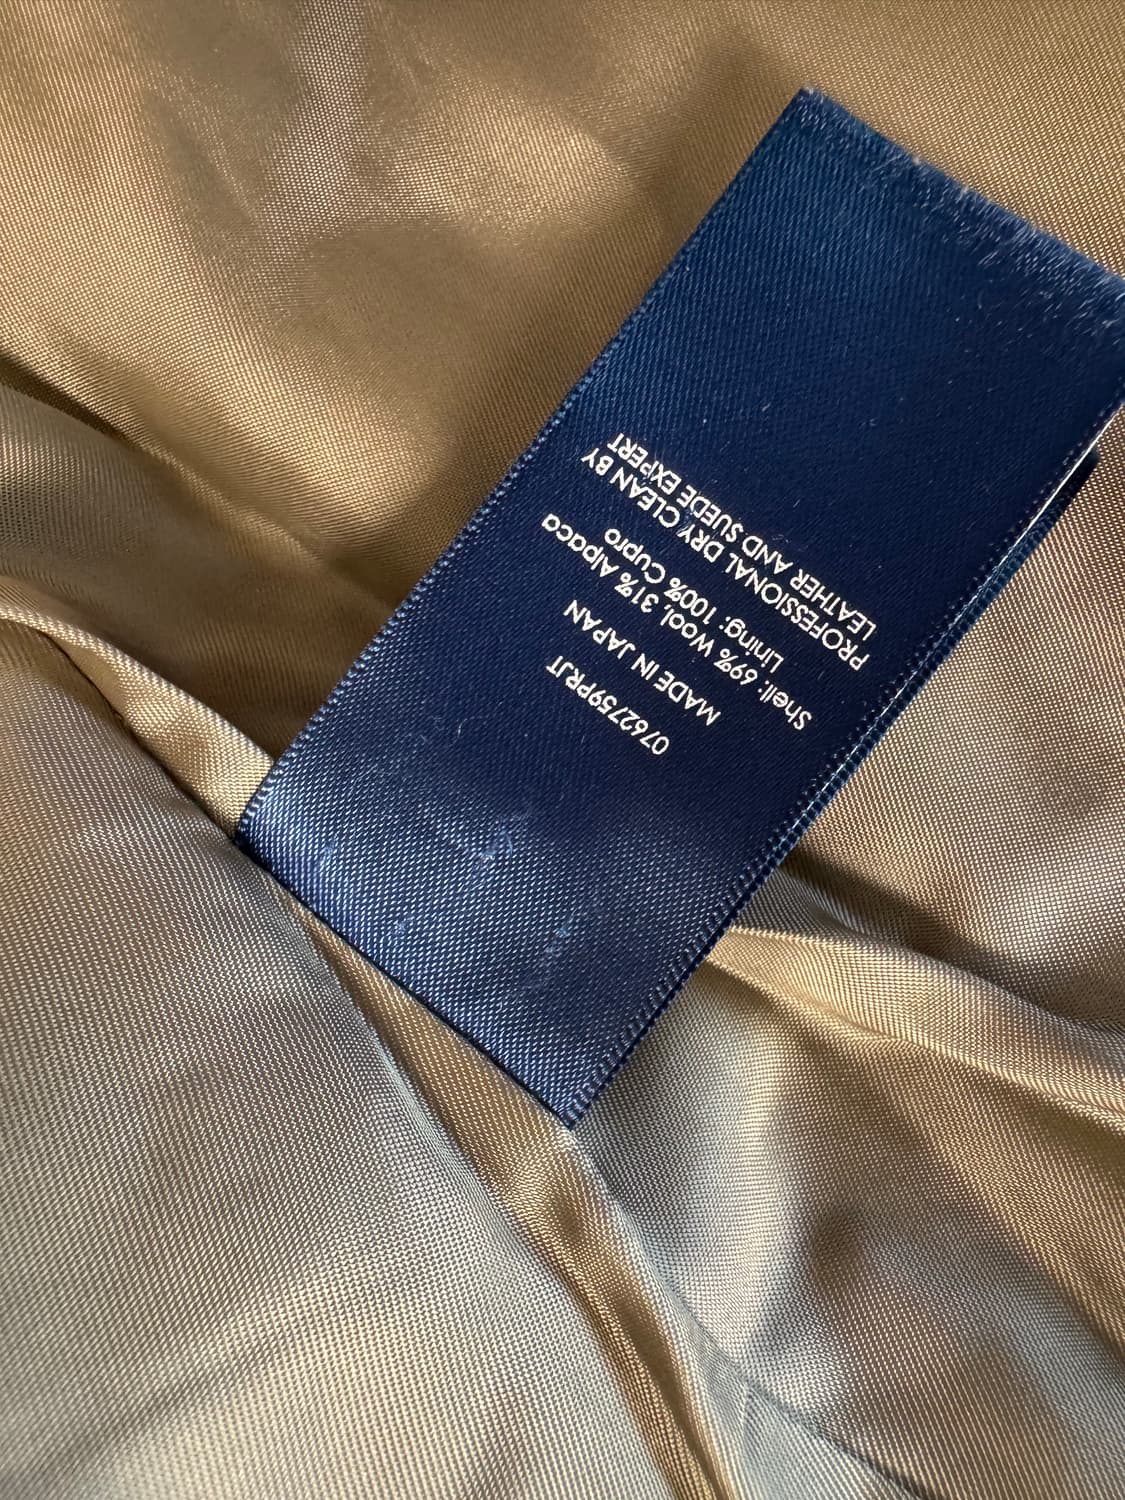 PROFESSIONAL DRY CLEAN BY
LEATHER AND SUEDE EXPERT
Shell: 69% Wool, 31% Alpaca
Lining: 100% Cupro
MADE IN JAPAN
0762759PRJT